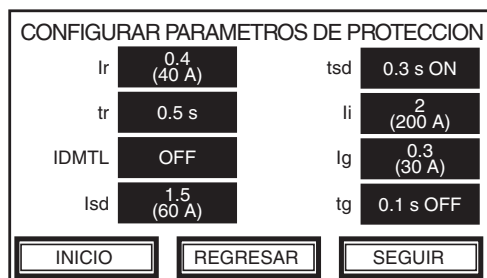 CONFIGURAR PARAMETROS DE PROTECCION
Ir
0.4
(40 A)
tr
0.5 s
IDMTL
OFF
Isd
1.5
(60 A)
tsd
0.3 s ON
Ii
2
(200 A)
Ig
0.3
(30 A)
tg
0.1 s OFF
INICIO
REGRESAR
SEGUIR